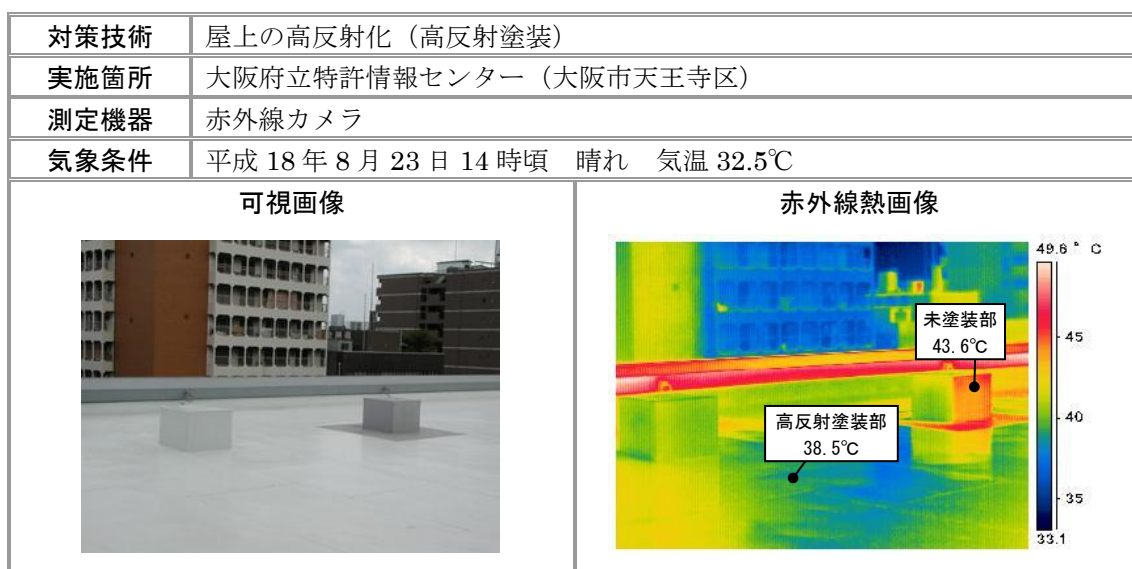 対策技術 屋上の高反射化（高反射塗装）
実施箇所 大阪府立特許情報センター（大阪市天王寺区）
測定機器 赤外線カメラ
気象条件 平成 18 年 8 月 23 日 14 時頃　晴れ　気温 32.5℃
可視画像 赤外線熱画像
49.6 ° C
未塗装部
43.6℃
45
40
高反射塗装部
38.5℃
35
33.1